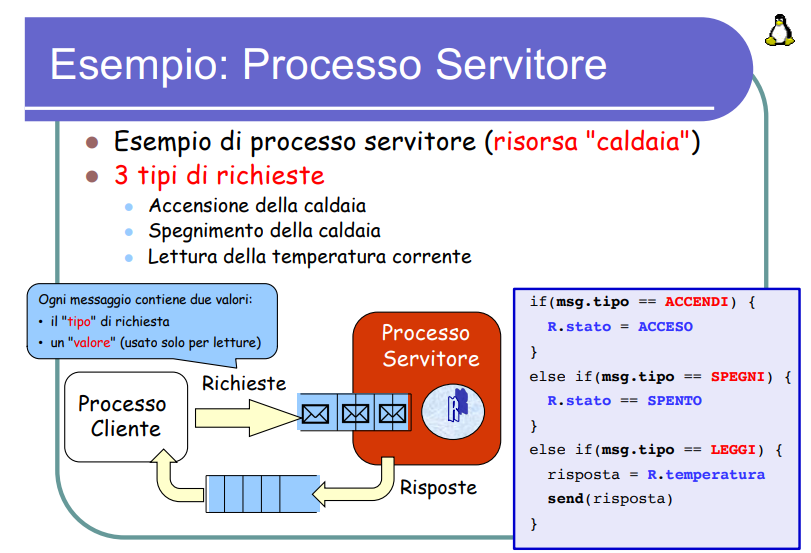 Esempio: Processo Servitore
Esempio di processo servitore (risorsa "caldaia")
3 tipi di richieste
Accensione della caldaia
Spegnimento della caldaia
Lettura della temperatura corrente
Ogni messaggio contiene due valori:
• il "tipo" di richiesta
• un "valore" (usato solo per letture)
Processo
Cliente
Richieste
Processo
Servitore
R
Risposte
if(msg.tipo == ACCENDI) {
R.stato = ACCESO
}
else if(msg.tipo == SPEGNI) {
R.stato == SPENTO
}
else if(msg.tipo == LEGGI) {
risposta = R.temperatura
send(risposta)
}